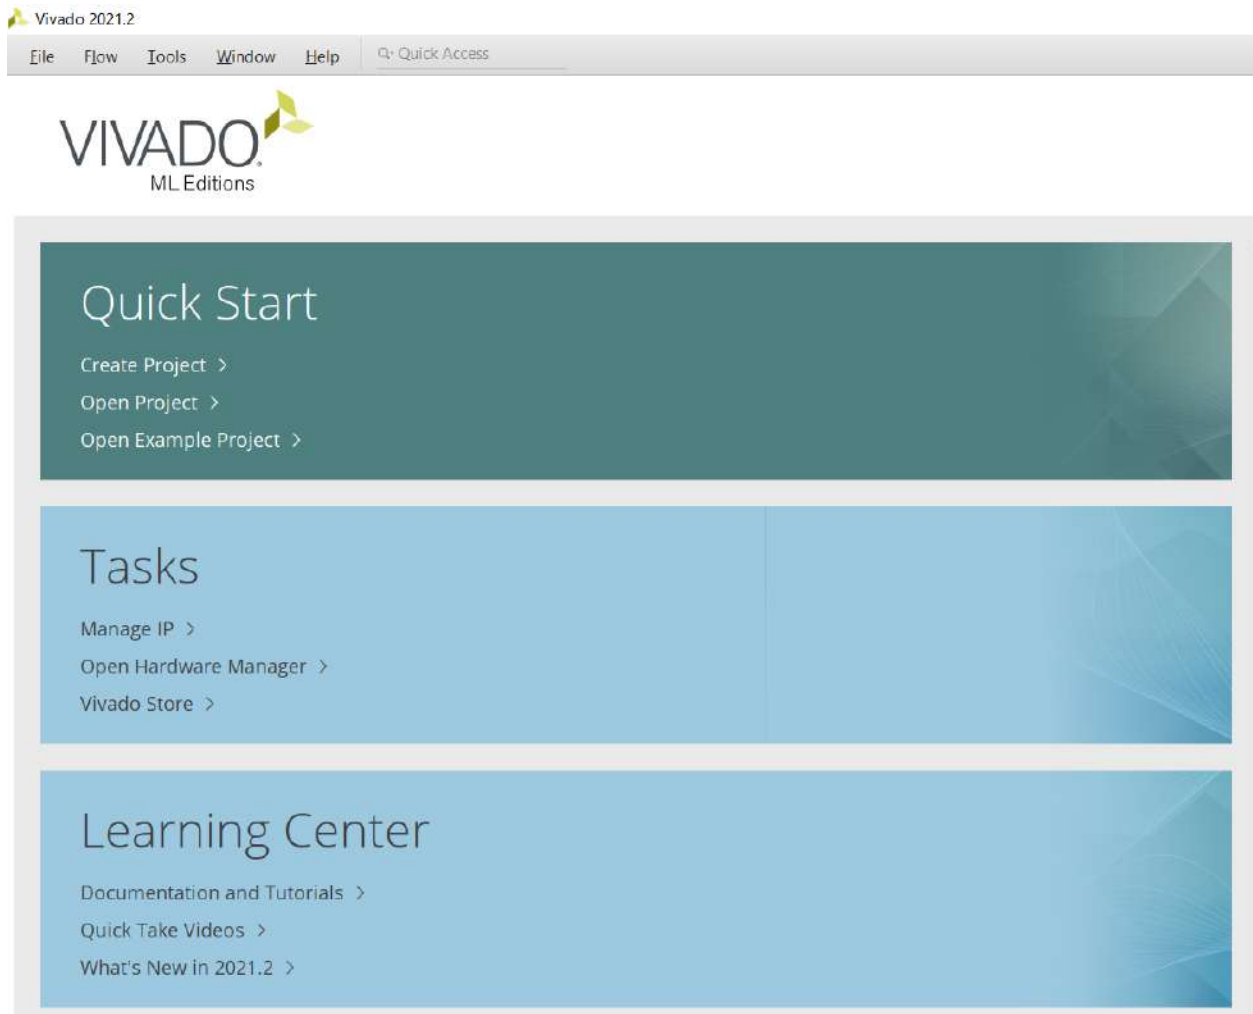 Vivado 2021.2
File Flow Tools Window Help Quick Access
VIVADO.
ML Editions
Quick Start
Create Project >
Open Project >
Open Example Project >
Tasks
Manage IP >
Open Hardware Manager >
Vivado Store >
Learning Center
Documentation and Tutorials >
Quick Take Videos >
What's New in 2021.2 >